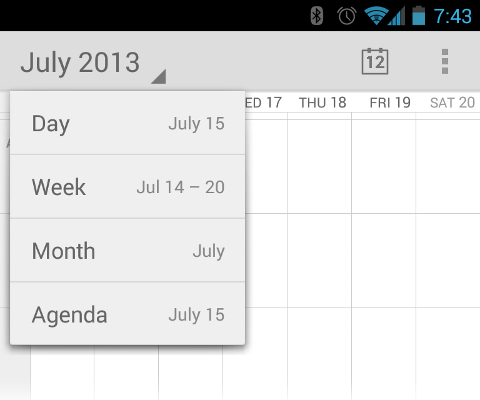 7:43
July 2013
12
ED 17 THU 18 FRI 19 SAT 20
Day July 15
Week Jul 14 – 20
Month July
Agenda July 15